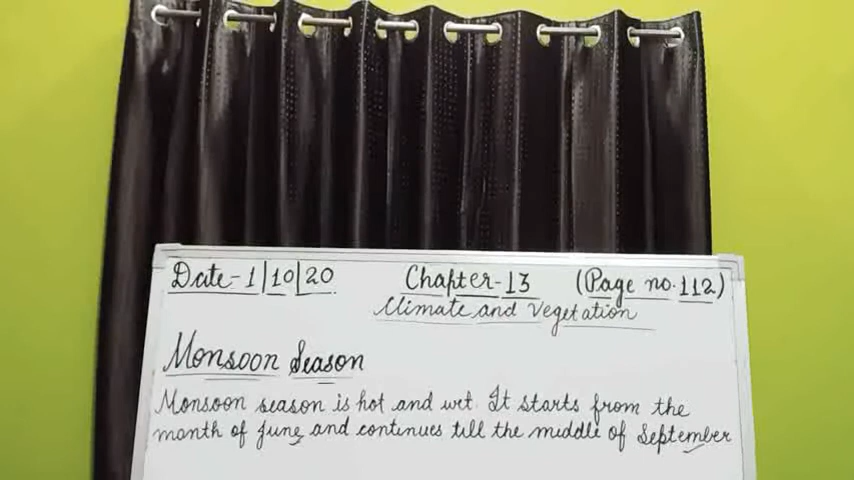 Date-1|10|20 Chapter-13 (Page no. 112)
Climate and Vegetation
Monsoon Season
Monsoon season is hot and wet. It starts from the
month of June and continues till the middle of September